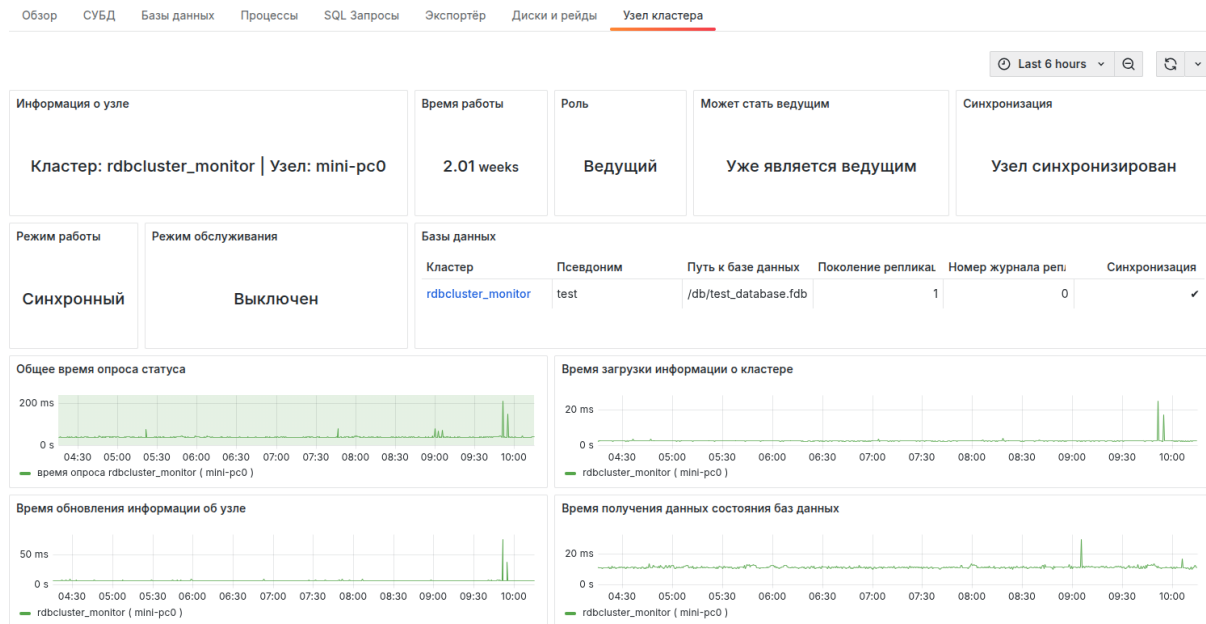 Обзор СУБД Базы данных Процессы SQL Запросы Экспортёр Диски и рейды Узел кластера
Last 6 hours
Информация о узле
Кластер: rdbcluster_monitor | Узел: mini-pc0
Время работы
2.01 weeks
Роль
Ведущий
Может стать ведущим
Уже является ведущим
Синхронизация
Узел синхронизирован
Режим работы
Синхронный
Режим обслуживания
Выключен
Базы данных
Кластер Псевдоним Путь к базе данных Поколение репликац Номер журнала репл Синхронизация
rdbcluster_monitor test /db/test_database.fdb 1 0 ✔
Общее время опроса статуса
200 ms
0 s
04:30 05:00 05:30 06:00 06:30 07:00 07:30 08:00 08:30 09:00 09:30 10:00
время опроса rdbcluster_monitor ( mini-pc0 )
Время загрузки информации о кластере
20 ms
0 s
04:30 05:00 05:30 06:00 06:30 07:00 07:30 08:00 08:30 09:00 09:30 10:00
rdbcluster_monitor ( mini-pc0 )
Время обновления информации об узле
50 ms
0 s
04:30 05:00 05:30 06:00 06:30 07:00 07:30 08:00 08:30 09:00 09:30 10:00
rdbcluster_monitor ( mini-pc0 )
Время получения данных состояния баз данных
20 ms
0 s
04:30 05:00 05:30 06:00 06:30 07:00 07:30 08:00 08:30 09:00 09:30 10:00
rdbcluster_monitor ( mini-pc0 )